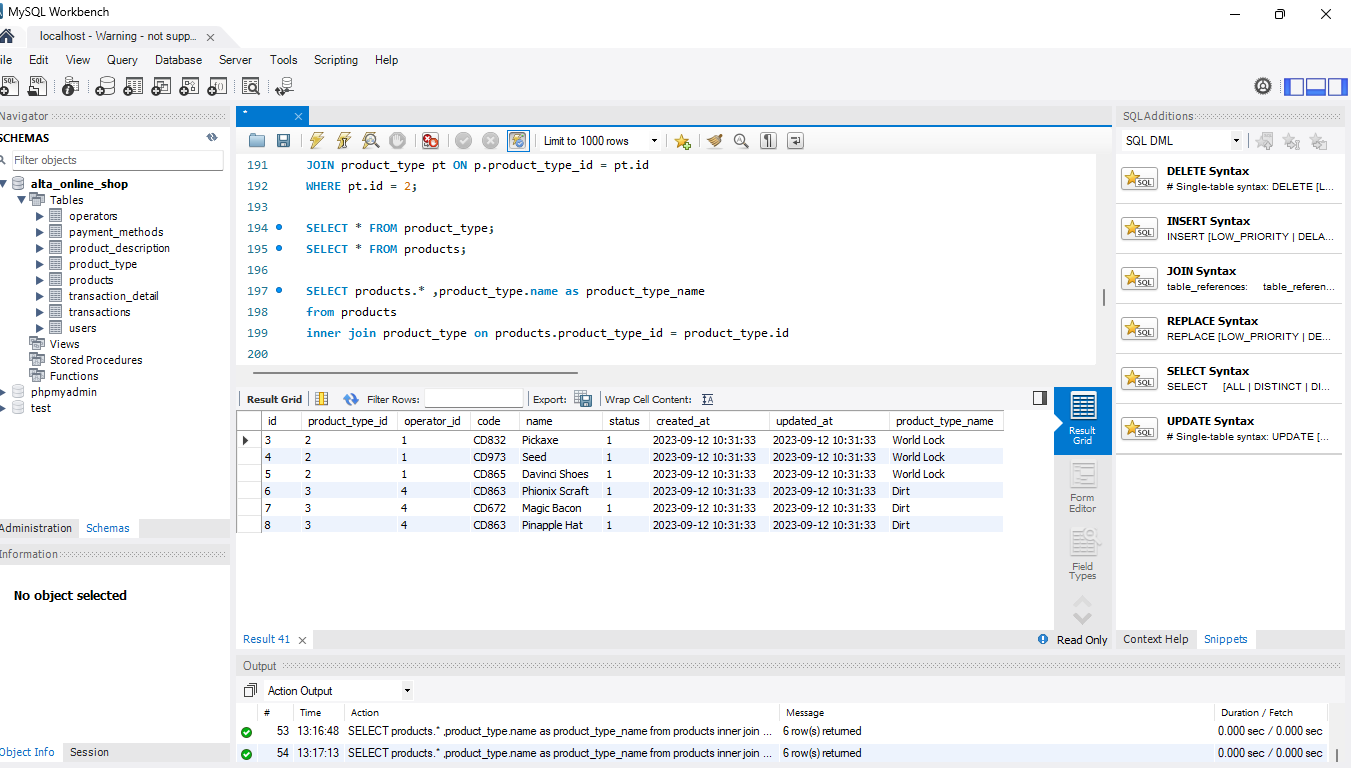 MySQL Workbench
localhost - Warning - not supp...
ile Edit View Query Database Server Tools Scripting Help
Navigator
SCHEMAS
Filter objects
alta_online_shop
Tables
operators
payment_methods
product_description
product_type
products
transaction_detail
transactions
users
Views
Stored Procedures
Functions
phpmyadmin
test
Administration Schemas
Information
No object selected
Object Info Session
*
Limit to 1000 rows
191 JOIN product_type pt ON p.product_type_id = pt.id
192 WHERE pt.id = 2;
193
194 SELECT * FROM product_type;
195 SELECT * FROM products;
196
197 SELECT products.* ,product_type.name as product_type_name
198 from products
199 inner join product_type on products.product_type_id = product_type.id
200
Result Grid Filter Rows: Export: Wrap Cell Content:
id product_type_id operator_id code name status created_at updated_at product_type_name
3 2 1 CD832 Pickaxe 1 2023-09-12 10:31:33 2023-09-12 10:31:33 World Lock
4 2 1 CD973 Seed 1 2023-09-12 10:31:33 2023-09-12 10:31:33 World Lock
5 2 1 CD865 Davinci Shoes 1 2023-09-12 10:31:33 2023-09-12 10:31:33 World Lock
6 3 4 CD863 Phionix Scraft 1 2023-09-12 10:31:33 2023-09-12 10:31:33 Dirt
7 3 4 CD672 Magic Bacon 1 2023-09-12 10:31:33 2023-09-12 10:31:33 Dirt
8 3 4 CD863 Pinapple Hat 1 2023-09-12 10:31:33 2023-09-12 10:31:33 Dirt
Result
Grid
Form
Editor
Field
Types
Result 41 Read Only
Output
Action Output
# Time Action Message Duration / Fetch
53 13:16:48 SELECT products.* ,product_type.name as product_type_name from products inner join ... 6 row(s) returned 0.000 sec / 0.000 sec
54 13:17:13 SELECT products.* ,product_type.name as product_type_name from products inner join ... 6 row(s) returned 0.000 sec / 0.000 sec
SQLAdditions
SQL DML
DELETE Syntax
# Single-table syntax: DELETE [L...
INSERT Syntax
INSERT [LOW_PRIORITY | DELA...
JOIN Syntax
table_references: table_referen...
REPLACE Syntax
REPLACE [LOW_PRIORITY | DE...
SELECT Syntax
SELECT [ALL | DISTINCT | DI...
UPDATE Syntax
# Single-table syntax: UPDATE [...
Context Help Snippets